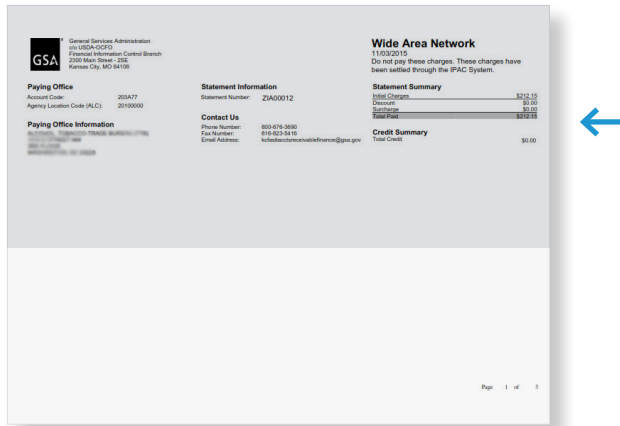 GSA
General Services Administration
c/o USDA-OCFO
Financial Information Control Branch
2300 Main Street - 2SE
Kansas City, MO 64108
Wide Area Network
11/03/2015
Do not pay these charges. These charges have
been settled through the IPAC System.
Paying Office
Account Code: 203A77
Agency Location Code (ALC): 20100000
Paying Office Information
Statement Information
Statement Number: ZIA00012
Contact Us
Phone Number: 800-676-3690
Fax Number: 816-823-5416
Email Address: kcfasitacctsreceivablefinance@gsa.gov
Statement Summary
Initial Charges $212.15
Discount $0.00
Surcharge $0.00
Total Paid $212.15
Credit Summary
Total Credit $0.00
Page 1 of 3